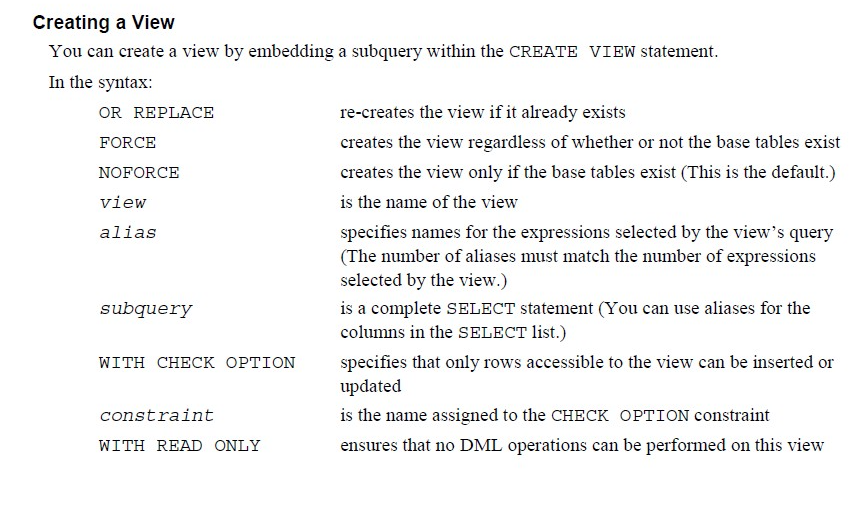 Creating a View
You can create a view by embedding a subquery within the CREATE VIEW statement.
In the syntax:
OR REPLACE re-creates the view if it already exists
FORCE creates the view regardless of whether or not the base tables exist
NOFORCE creates the view only if the base tables exist (This is the default.)
view is the name of the view
alias specifies names for the expressions selected by the view’s query
(The number of aliases must match the number of expressions
selected by the view.)
subquery is a complete SELECT statement (You can use aliases for the
columns in the SELECT list.)
WITH CHECK OPTION specifies that only rows accessible to the view can be inserted or
updated
constraint is the name assigned to the CHECK OPTION constraint
WITH READ ONLY ensures that no DML operations can be performed on this view